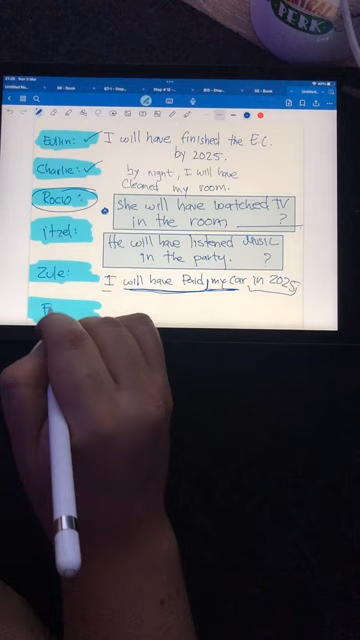 PERK
Evelin: ✓ I will have finished the E.C.
by 2025.
Charlie: ✓ by night, I will have
cleaned my room.
Rocio: • She will have watched TV
in the room ______ ?
itzel: He will have listened Music
in the party. ?
Zule: I will have Paid, my car in 2025
F